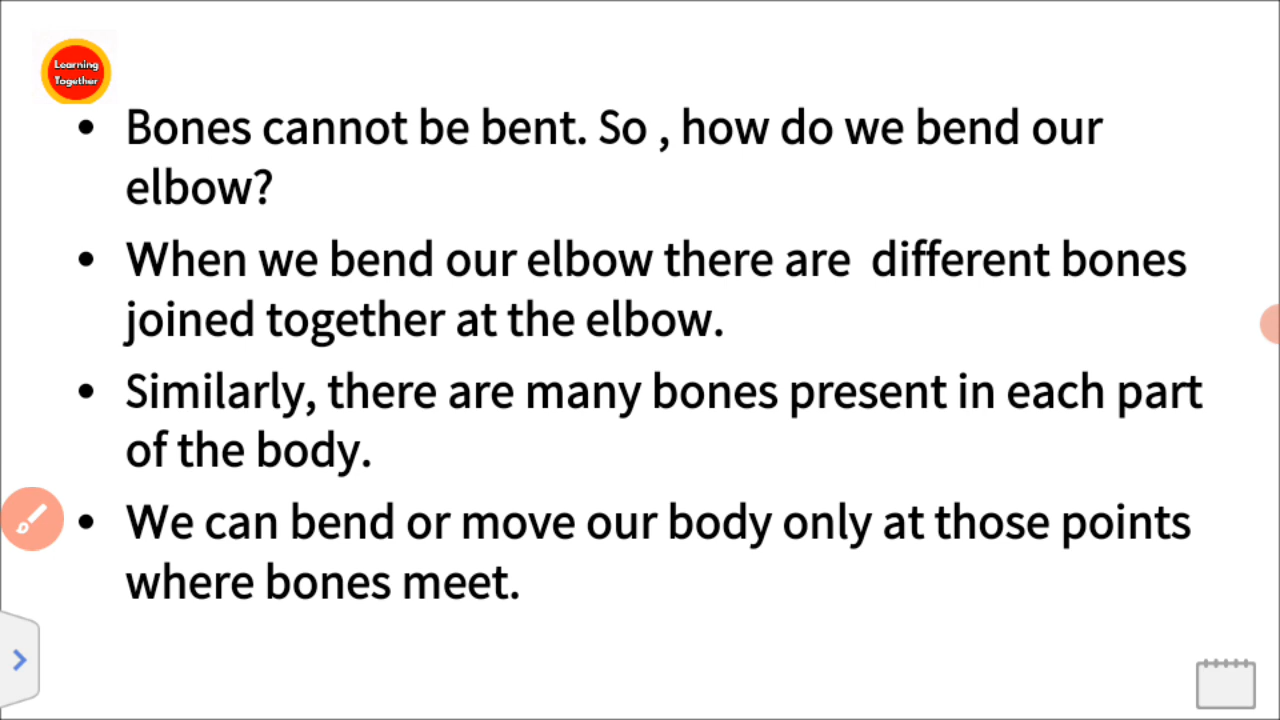 Learning
Together
• Bones cannot be bent. So , how do we bend our
elbow?
• When we bend our elbow there are  different bones
joined together at the elbow.
• Similarly, there are many bones present in each part
of the body.
• We can bend or move our body only at those points
where bones meet.